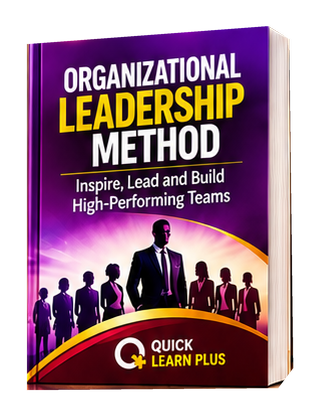 ORGANIZATIONAL
LEADERSHIP
METHOD
Inspire, Lead and Build
High-Performing Teams
QUICK
LEARN PLUS